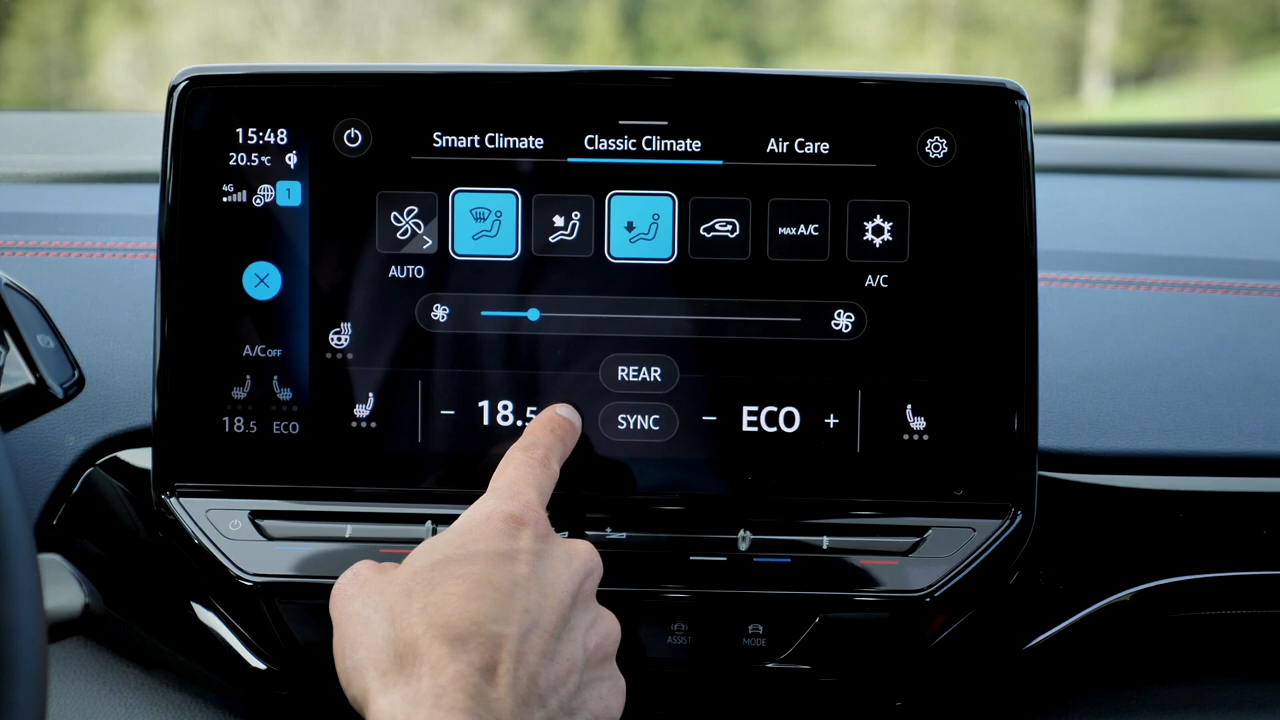 15:48
20.5°C
4G
1
Smart Climate
Classic Climate
Air Care
AUTO
MAX A/C
A/C
A/C OFF
18.5
ECO
18.5
REAR
SYNC
ECO
ASSIST
MODE